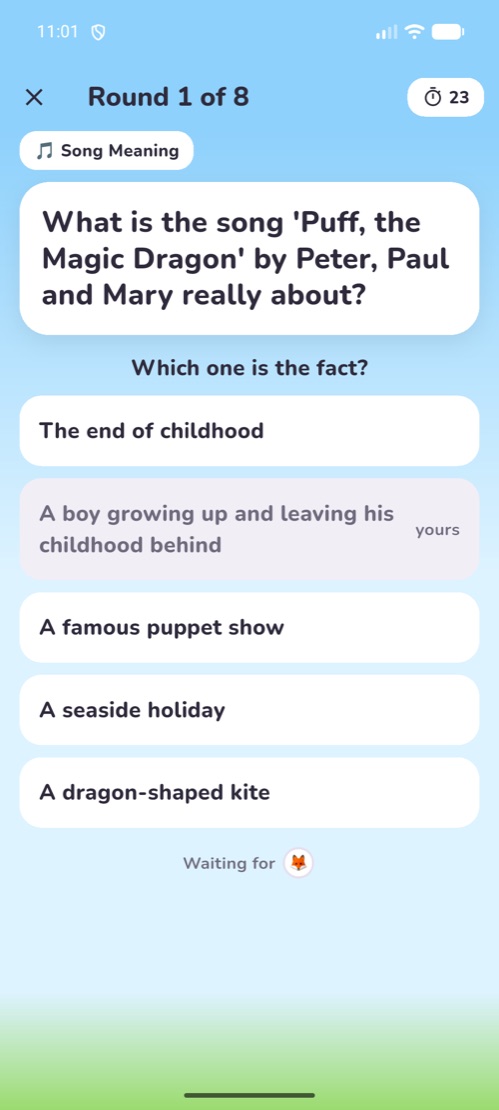 11:01
Round 1 of 8
23
Song Meaning
What is the song 'Puff, the
Magic Dragon' by Peter, Paul
and Mary really about?
Which one is the fact?
The end of childhood
A boy growing up and leaving his
childhood behind
yours
A famous puppet show
A seaside holiday
A dragon-shaped kite
Waiting for